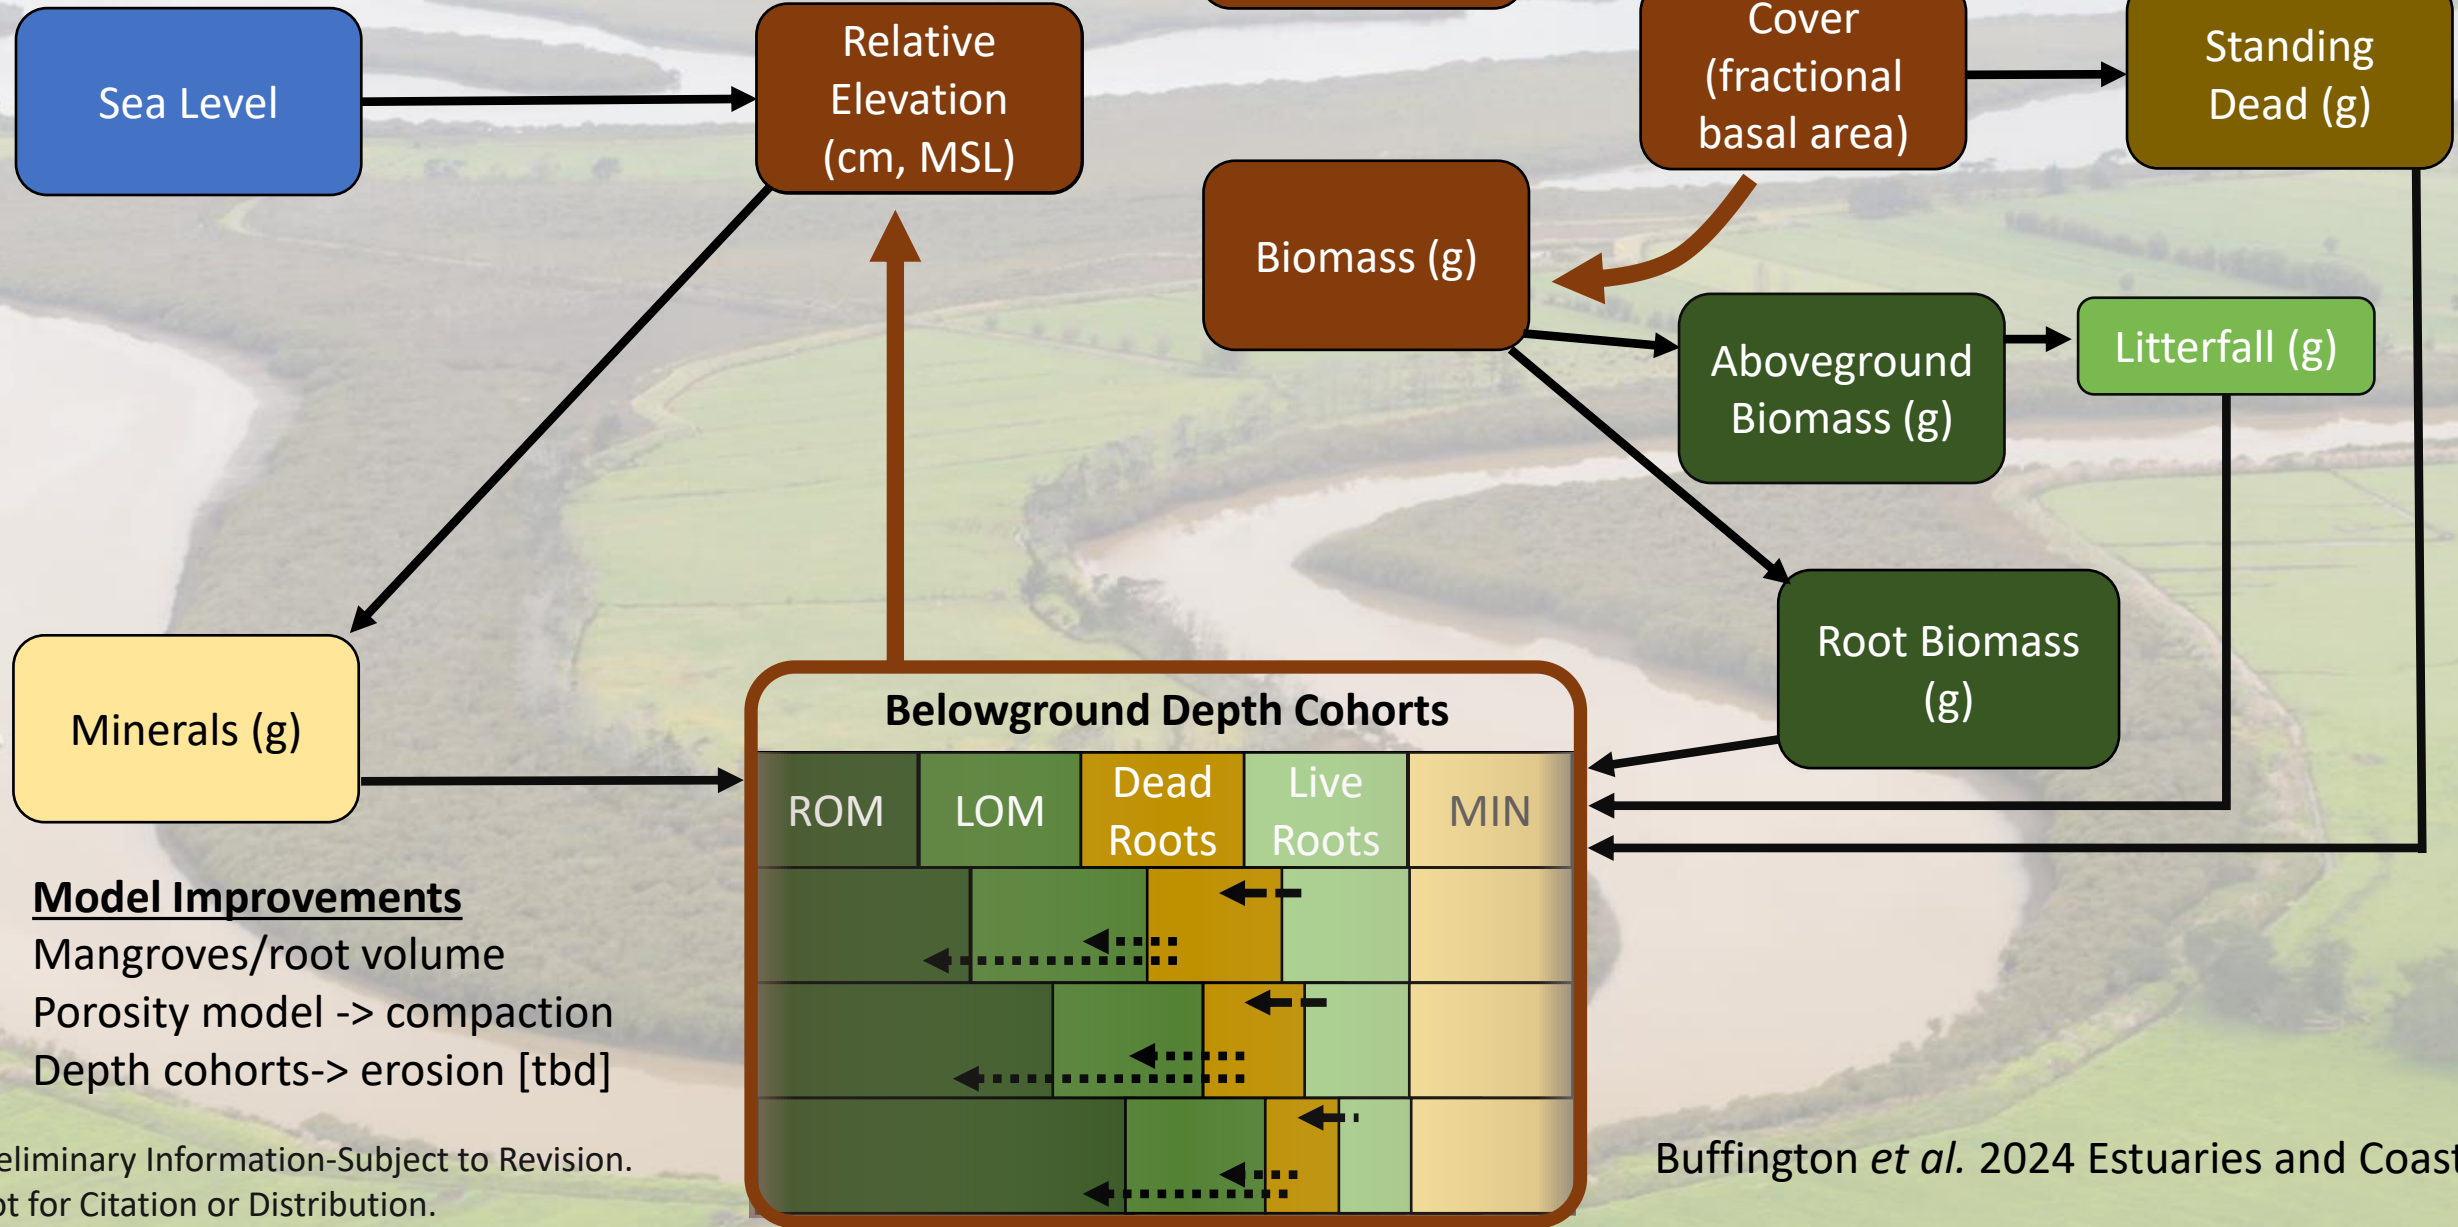 Sea Level
Relative
Elevation
(cm, MSL)
Cover
(fractional
basal area)
Standing
Dead (g)
Biomass (g)
Aboveground
Biomass (g)
Litterfall (g)
Root Biomass
(g)
Minerals (g)
Belowground Depth Cohorts
ROM
LOM
Dead
Roots
Live
Roots
MIN
Model Improvements
Mangroves/root volume
Porosity model -> compaction
Depth cohorts-> erosion [tbd]
eliminary Information-Subject to Revision.
ot for Citation or Distribution.
Buffington et al. 2024 Estuaries and Coast